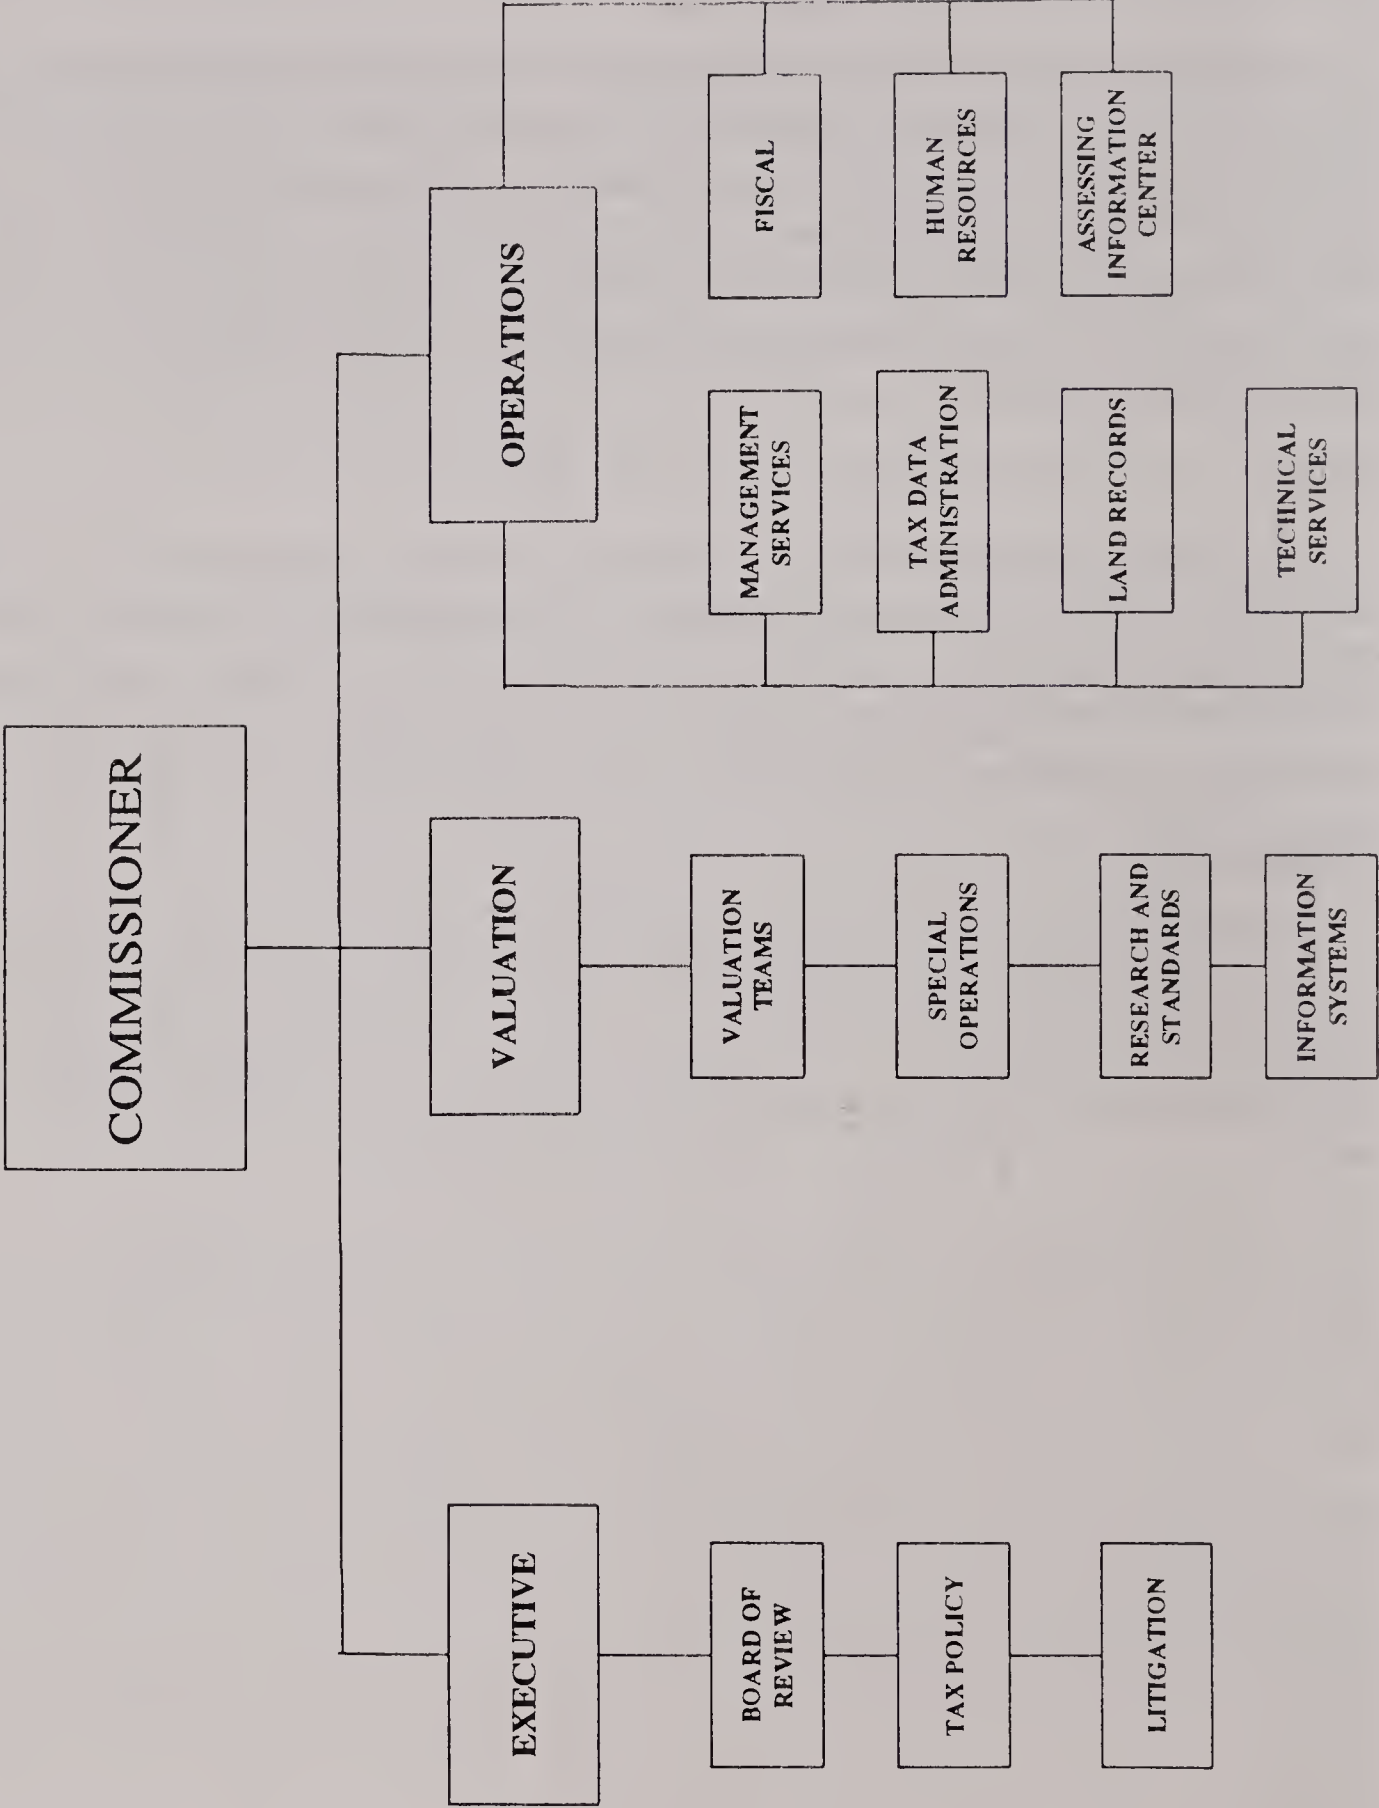 COMMISSIONER
EXECUTIVE
VALUATION
OPERATIONS
BOARD OF
REVIEW
TAX POLICY
LITIGATION
VALUATION
TEAMS
SPECIAL
OPERATIONS
RESEARCH AND
STANDARDS
INFORMATION
SYSTEMS
MANAGEMENT
SERVICES
TAX DATA
ADMINISTRATION
LAND RECORDS
TECHNICAL
SERVICES
FISCAL
HUMAN
RESOURCES
ASSESSING
INFORMATION
CENTER